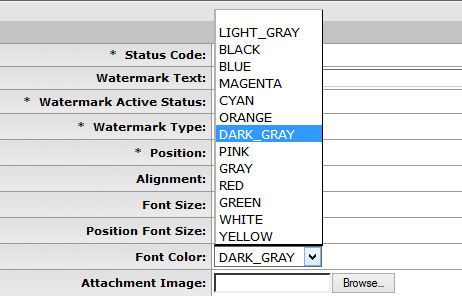 LIGHT_GRAY
BLACK
* Status Code:
BLUE
Watermark Text:
MAGENTA
* Watermark Active Status:
CYAN
ORANGE
* Watermark Type:
DARK_GRAY
* Position:
PINK
GRAY
Alignment:
RED
Font Size:
GREEN
WHITE
Position Font Size:
YELLOW
Font Color: DARK_GRAY
Attachment Image: Browse...